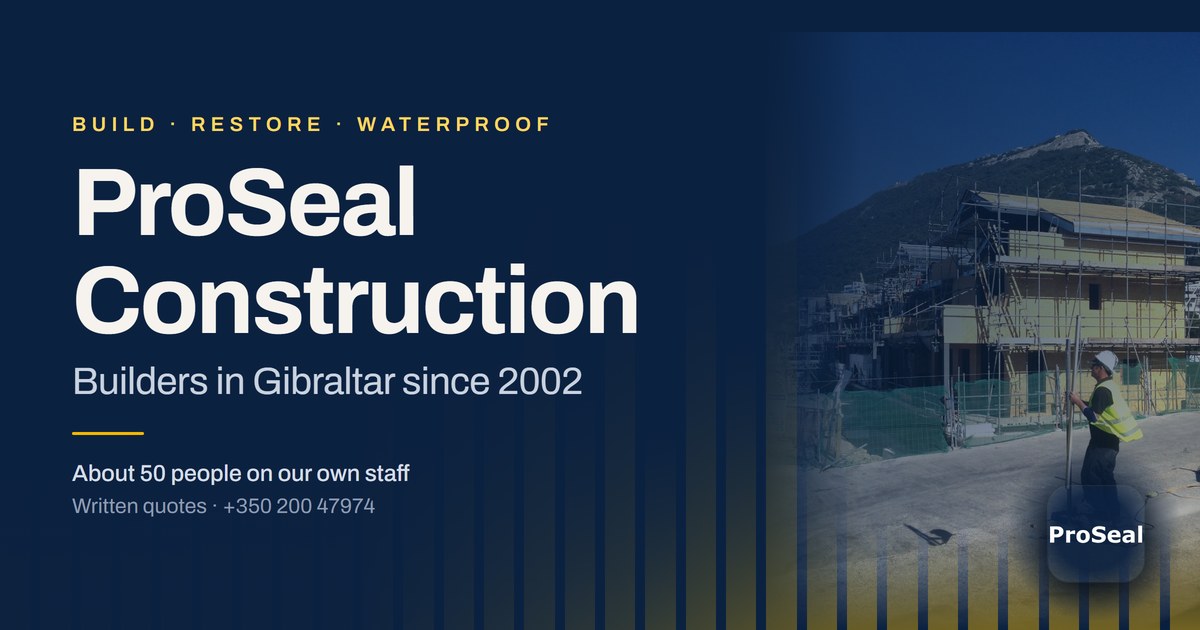 BUILD · RESTORE · WATERPROOF
ProSeal
Construction
Builders in Gibraltar since 2002
About 50 people on our own staff
Written quotes · +350 200 47974
ProSeal